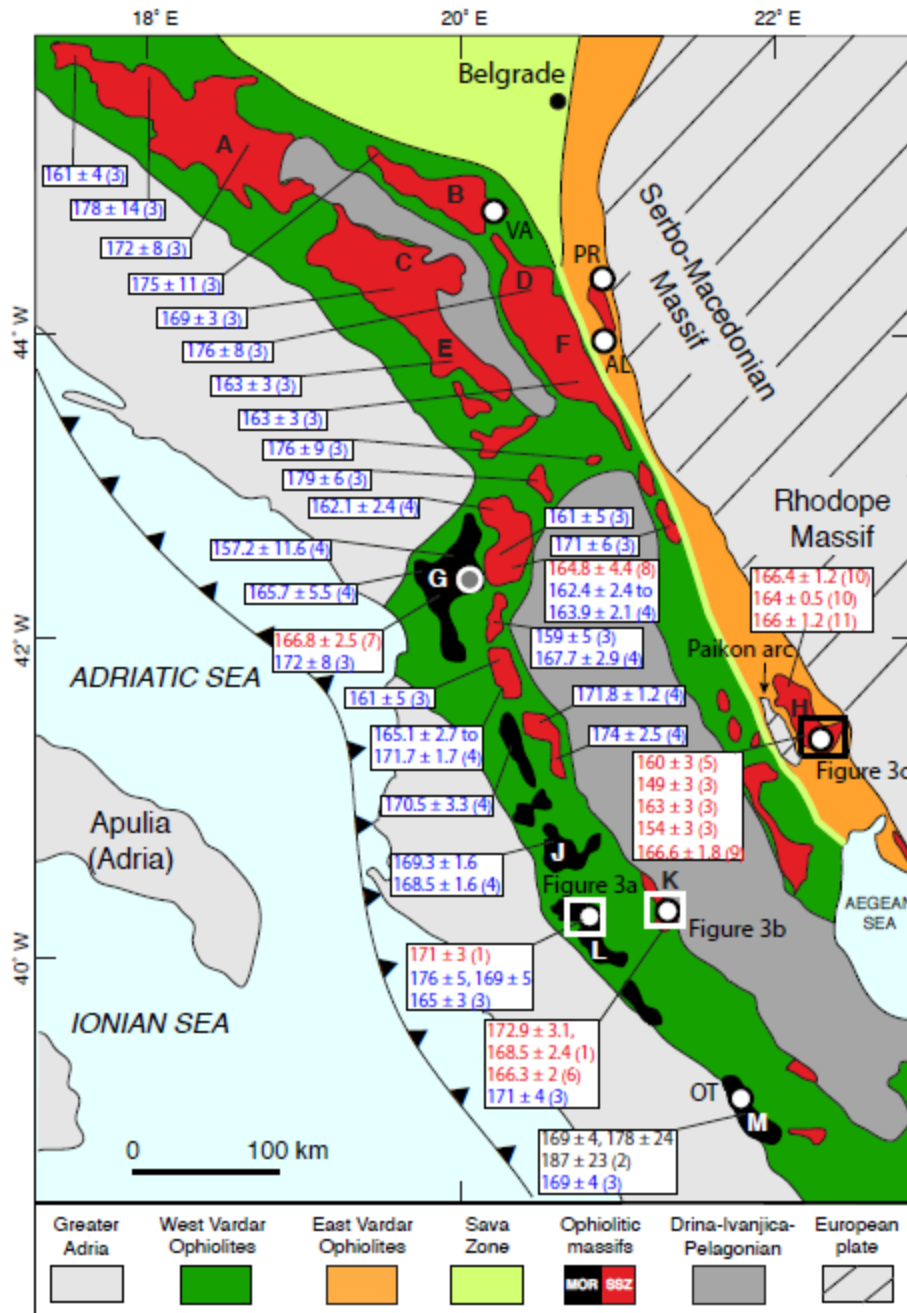 18° E
20° E
22° E
Belgrade
A
B
VA
161 ± 4 (3)
178 ± 14 (3)
172 ± 8 (3)
175 ± 11 (3)
169 ± 3 (3)
176 ± 8 (3)
163 ± 3 (3)
163 ± 3 (3)
176 ± 9 (3)
179 ± 6 (3)
162.1 ± 2.4 (4)
157.2 ± 11.6 (4)
165.7 ± 5.5 (4)
C
D
E
F
PR
AL
Serbo-Macedonian
Massif
44° W
42° W
40° W
G
161 ± 5 (3)
171 ± 6 (3)
164.8 ± 4.4 (8)
162.4 ± 2.4 to
163.9 ± 2.1 (4)
Rhodope
Massif
166.4 ± 1.2 (10)
164 ± 0.5 (10)
166 ± 1.2 (11)
Paikon arc
H
Figure 3c
166.8 ± 2.5 (7)
172 ± 8 (3)
159 ± 5 (3)
167.7 ± 2.9 (4)
ADRIATIC SEA
161 ± 5 (3)
171.8 ± 1.2 (4)
165.1 ± 2.7 to
171.7 ± 1.7 (4)
174 ± 2.5 (4)
160 ± 3 (5)
149 ± 3 (3)
163 ± 3 (3)
154 ± 3 (3)
166.6 ± 1.8 (9)
170.5 ± 3.3 (4)
Apulia
(Adria)
J
169.3 ± 1.6
168.5 ± 1.6 (4)
Figure 3a
K
Figure 3b
AEGEAN
SEA
L
171 ± 3 (1)
176 ± 5, 169 ± 5
165 ± 3 (3)
IONIAN SEA
172.9 ± 3.1,
168.5 ± 2.4 (1)
166.3 ± 2 (6)
171 ± 4 (3)
OT
M
169 ± 4, 178 ± 24
187 ± 23 (2)
169 ± 4 (3)
0 100 km
Greater
Adria
West Vardar
Ophiolites
East Vardar
Ophiolites
Sava
Zone
Ophiolitic
massifs
MOR SSZ
Drina-Ivanjica-
Pelagonian
European
plate